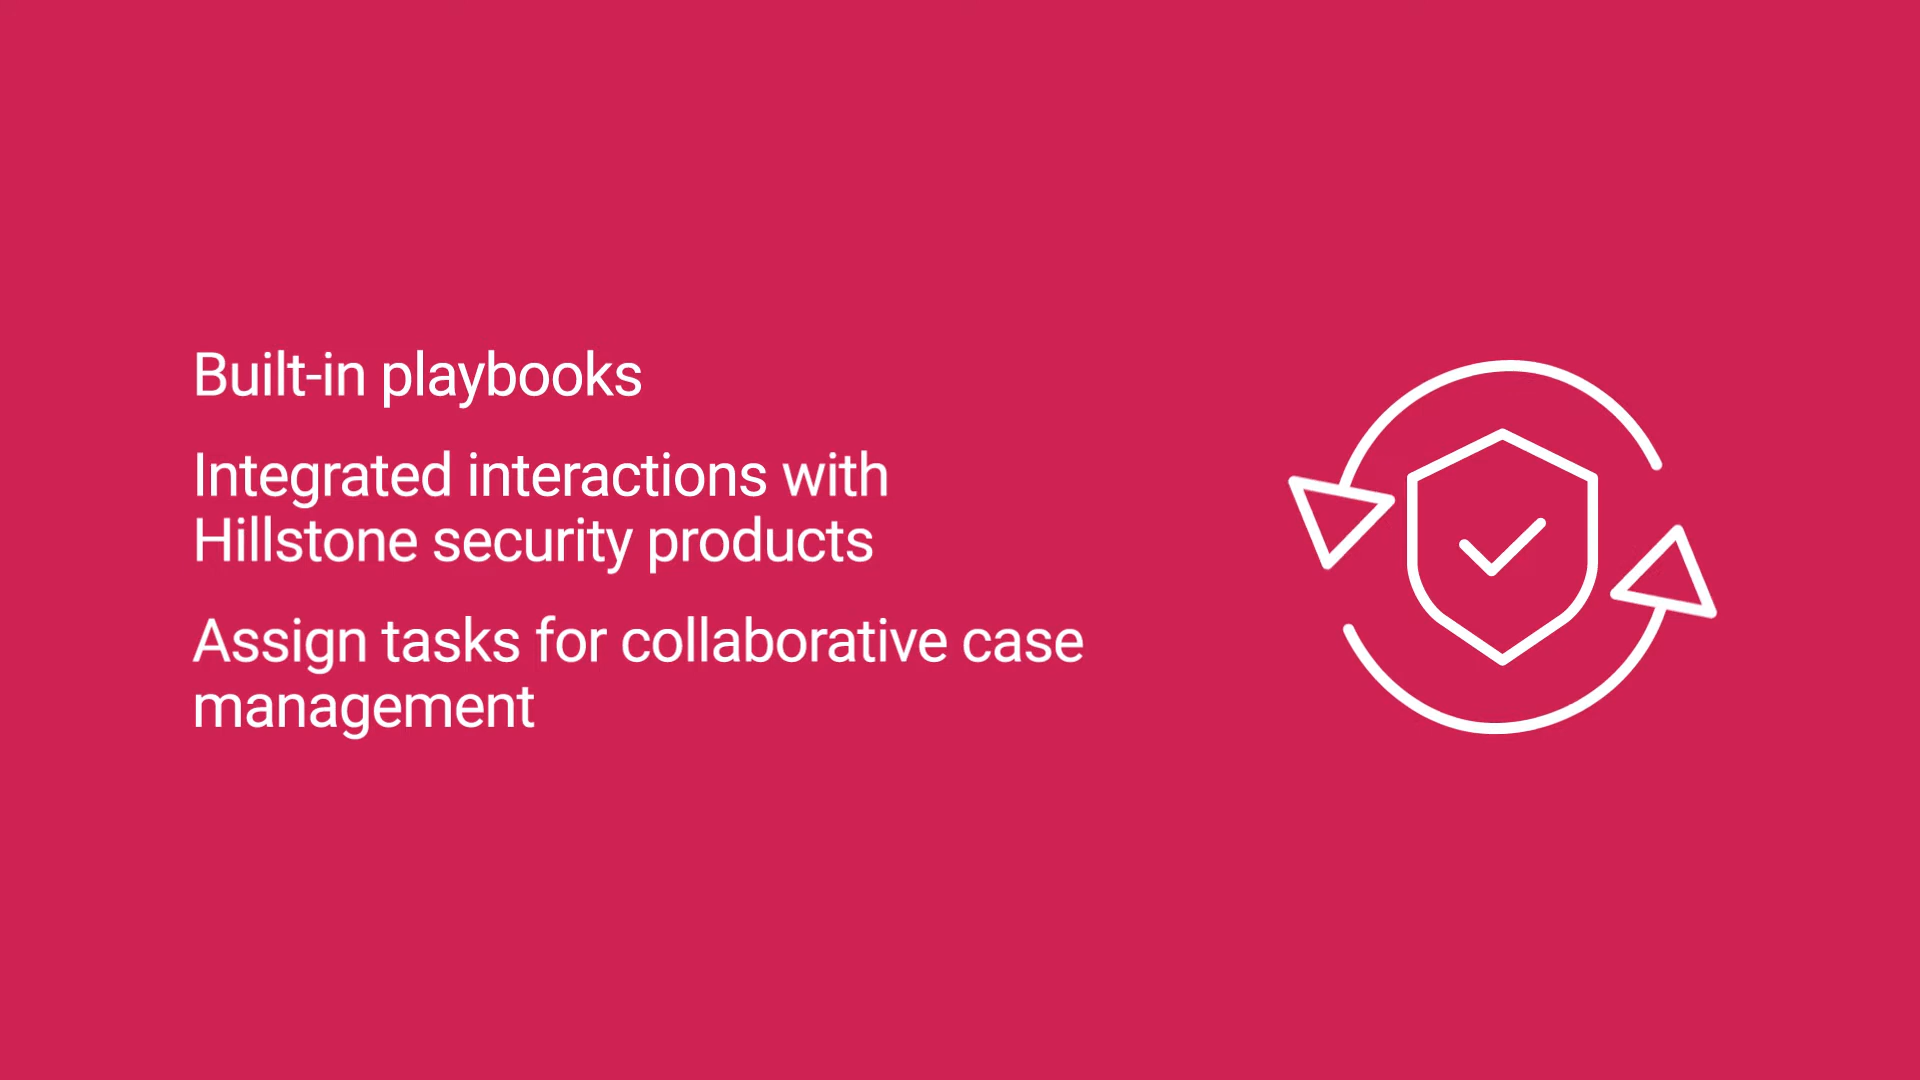 Built-in playbooks
Integrated interactions with
Hillstone security products
Assign tasks for collaborative case
management